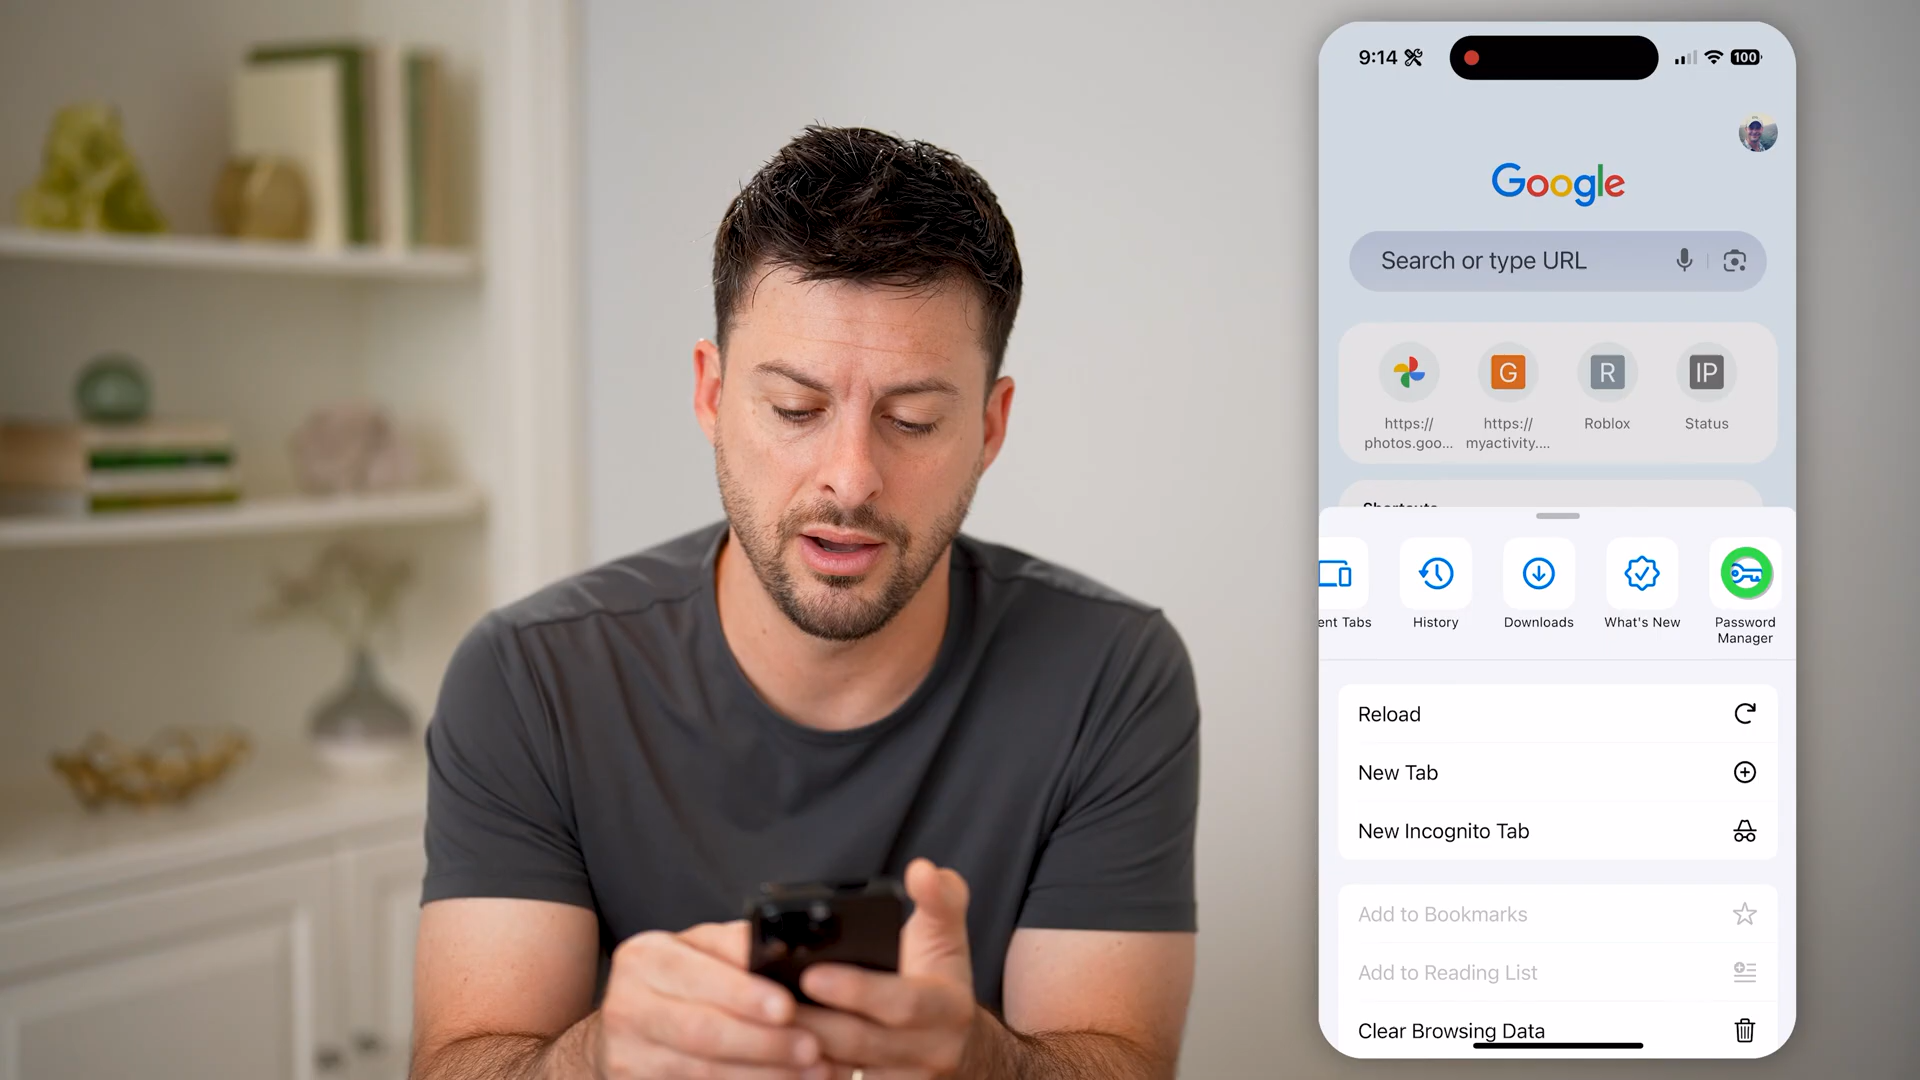 9:14
100
Google
Search or type URL
G
R
IP
https://
photos.goo...
https://
myactivity....
Roblox
Status
ent Tabs
History
Downloads
What's New
Password
Manager
Reload
New Tab
New Incognito Tab
Add to Bookmarks
Add to Reading List
Clear Browsing Data